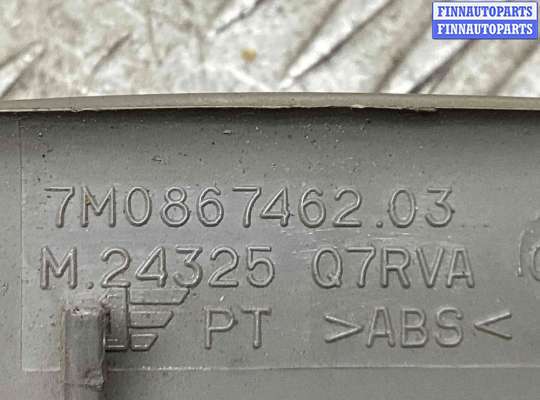 FINNAUTOPARTS
FINNAUTOPARTS
7M0867462.03
M.24325 Q7RVA
PT >ABS<